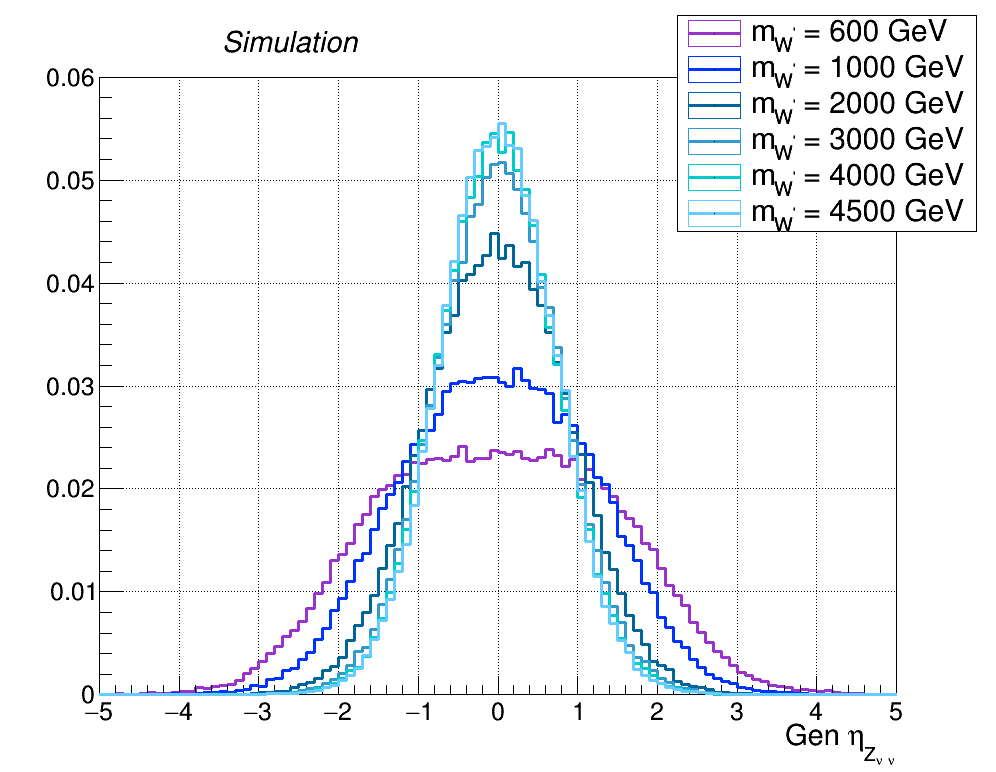 Simulation
m_W' = 600 GeV
m_W' = 1000 GeV
m_W' = 2000 GeV
m_W' = 3000 GeV
m_W' = 4000 GeV
m_W' = 4500 GeV
0.06
0.05
0.04
0.03
0.02
0.01
0
−5 −4 −3 −2 −1 0 1 2 3 4 5
Gen η_Z_ν ν